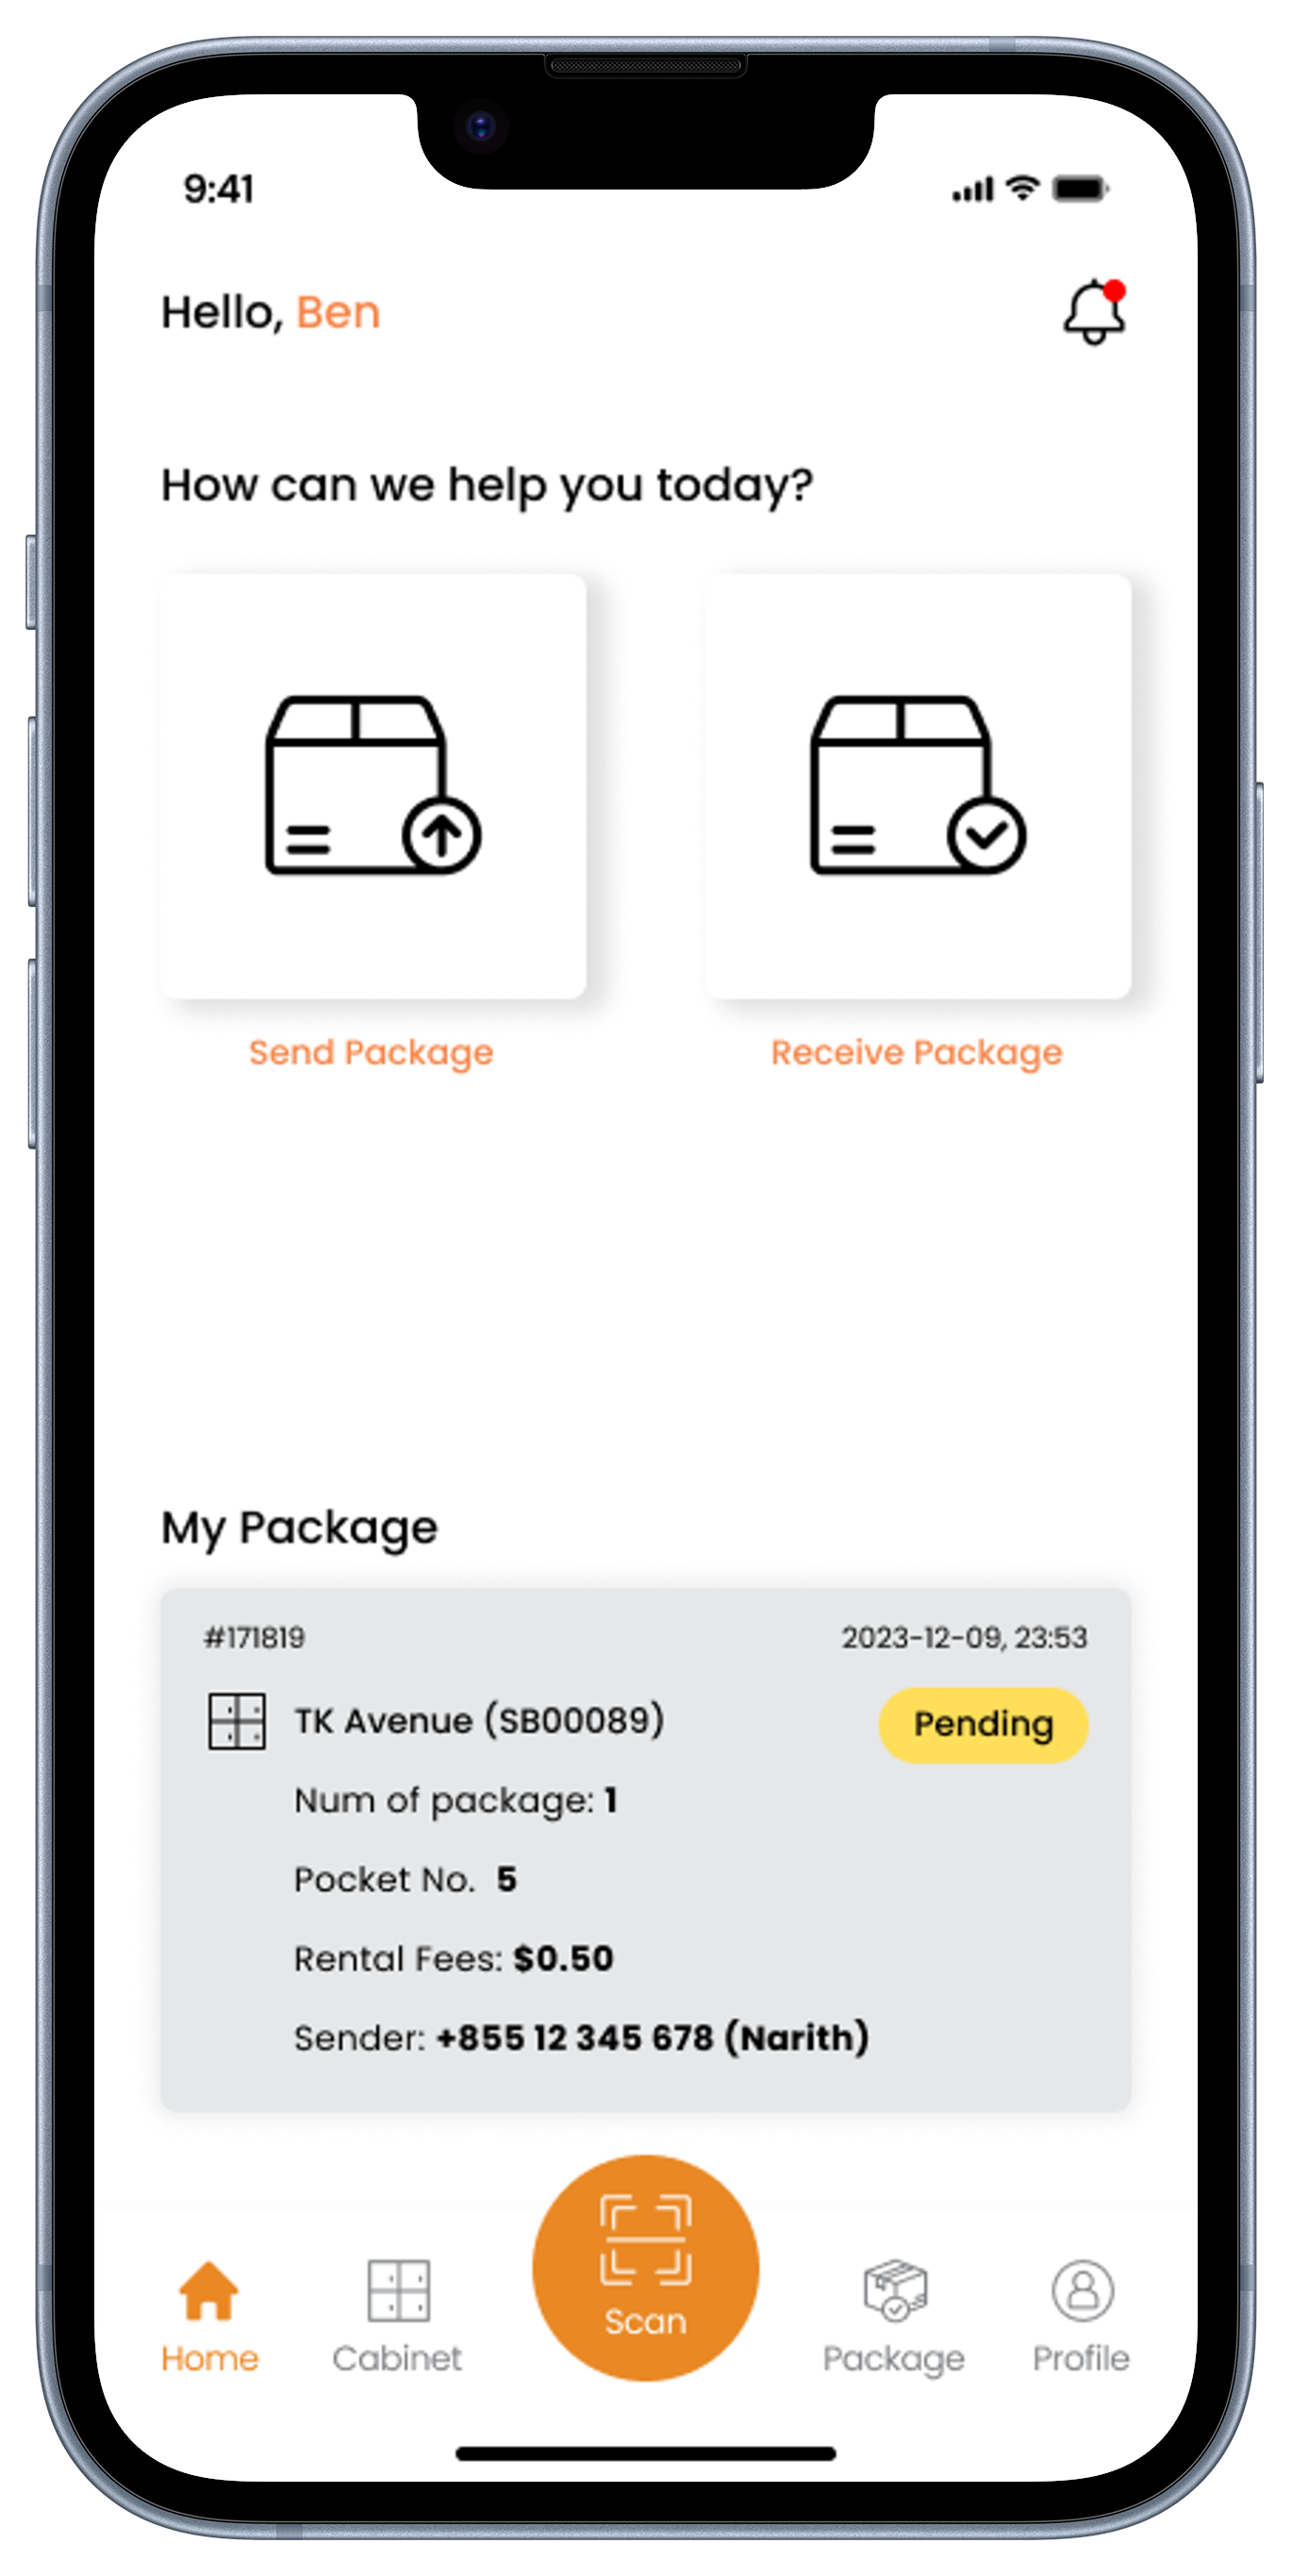 9:41
Hello, Ben
How can we help you today?
Send Package
Receive Package
My Package
#171819
2023-12-09, 23:53
TK Avenue (SB00089)
Pending
Num of package: 1
Pocket No. 5
Rental Fees: $0.50
Sender: +855 12 345 678 (Narith)
Home
Cabinet
Scan
Package
Profile